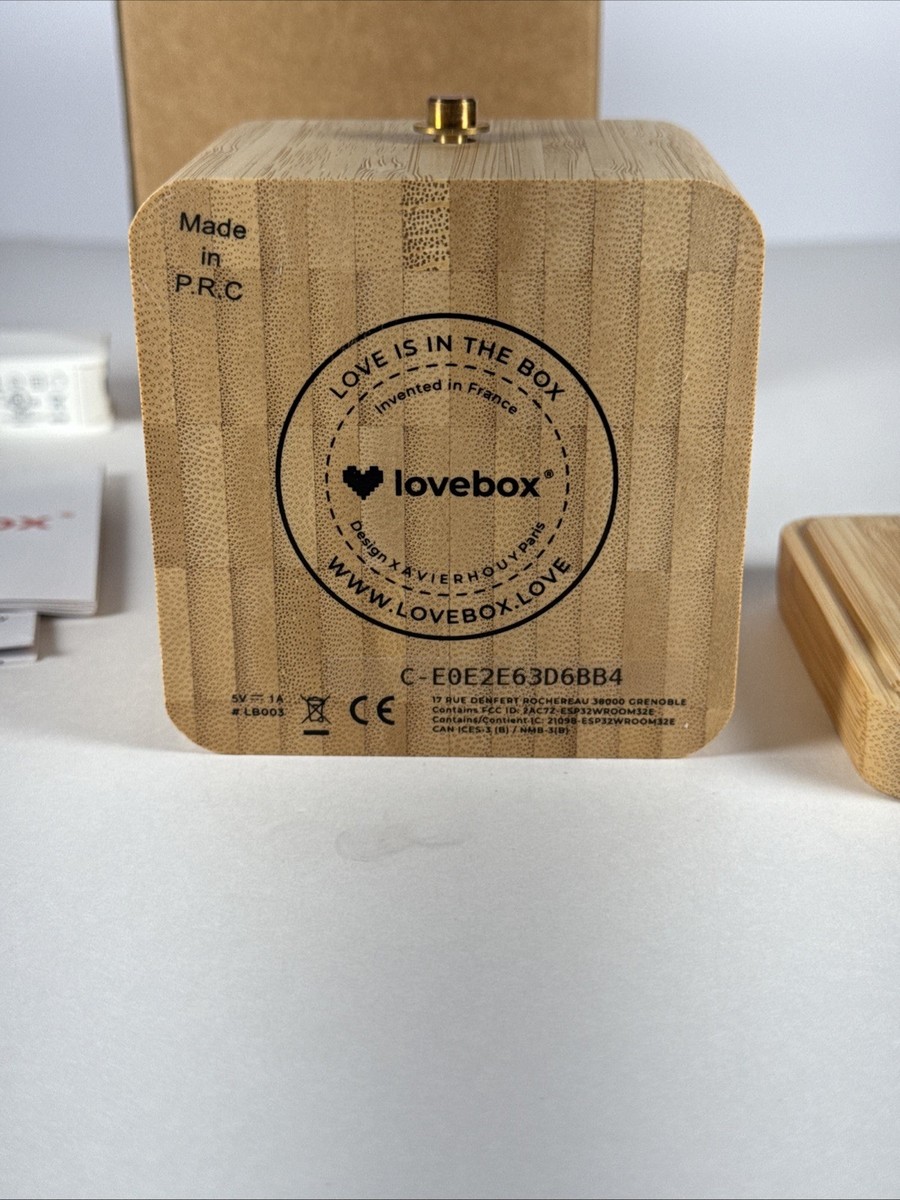 Made
in
P.R.C
LOVE IS IN THE BOX
Invented in France
lovebox®
Design XAVIERHOUY Paris
WWW.LOVEBOX.LOVE
C-E0E2E63D6BB4
5V ⎓ 1A
#LB003
CE
17 RUE DENFERT ROCHEREAU 38000 GRENOBLE
Contains FCC ID: 2AC72-ESP32WROOM32E
Contains/Contient IC: 21098-ESP32WROOM32E
CAN ICES-3 (B) / NMB-3(B)
ox